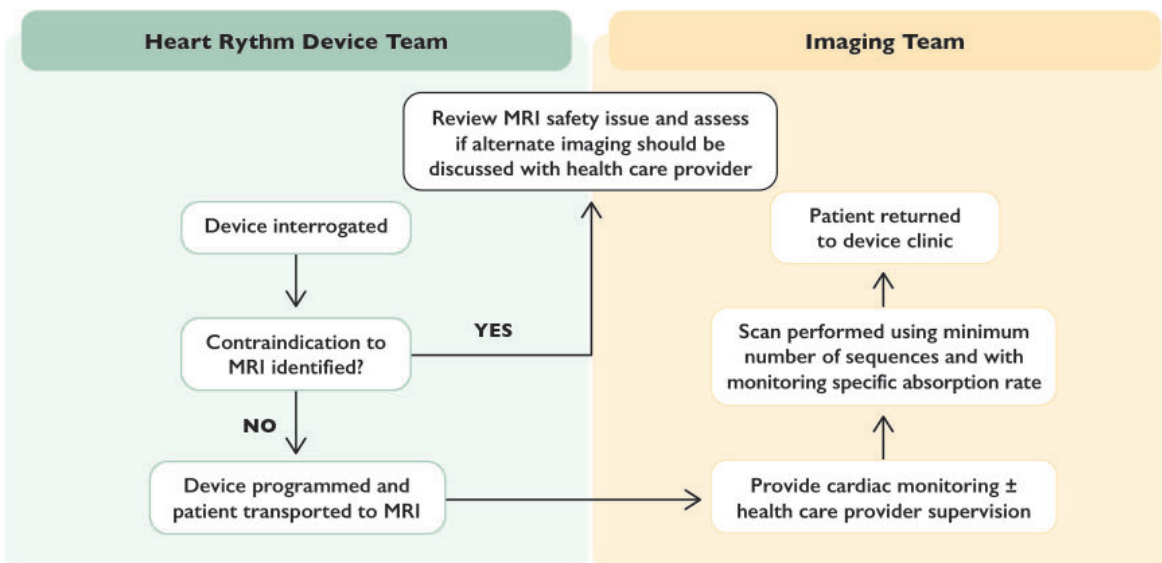 Heart Rythm Device Team
Imaging Team
Review MRI safety issue and assess
if alternate imaging should be
discussed with health care provider
Device interrogated
Contraindication to
MRI identified?
YES
NO
Device programmed and
patient transported to MRI
Provide cardiac monitoring ±
health care provider supervision
Scan performed using minimum
number of sequences and with
monitoring specific absorption rate
Patient returned
to device clinic